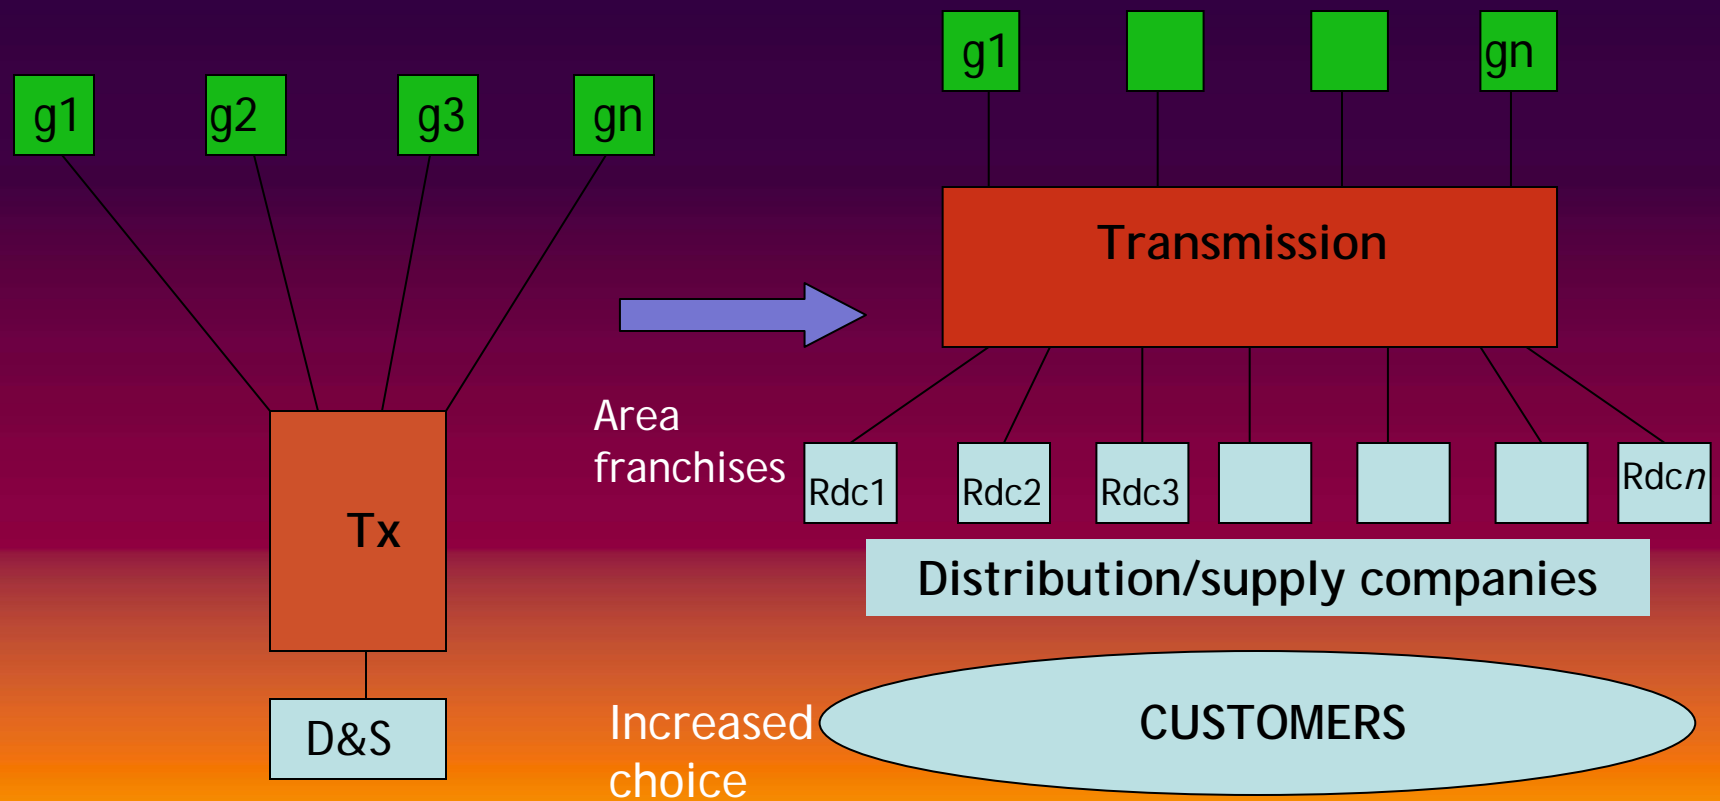 g1
g2
g3
gn
Tx
D&S
g1
gn
Transmission
Area
franchises
Rdc1
Rdc2
Rdc3
Rdcn
Distribution/supply companies
Increased
choice
CUSTOMERS